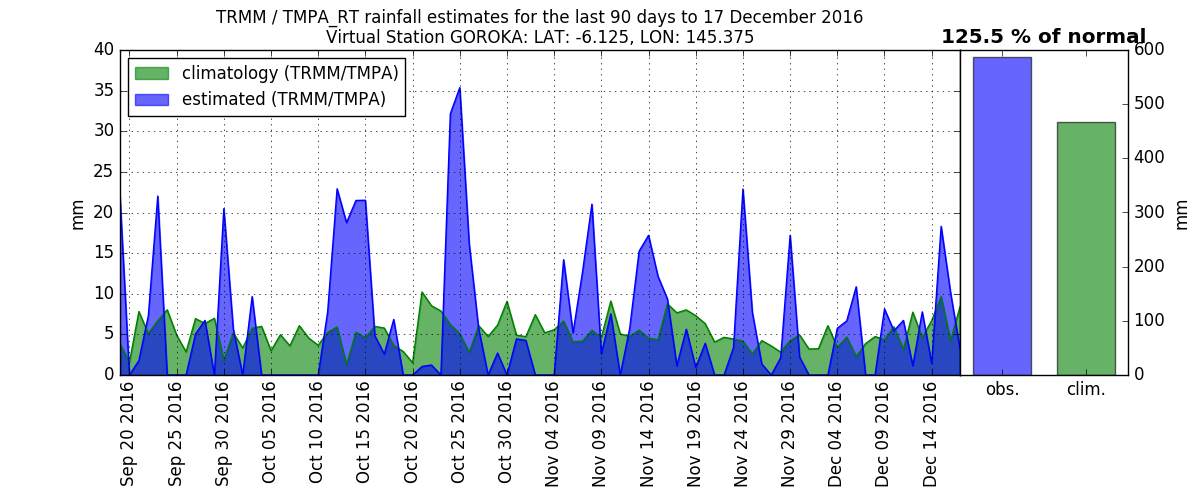 TRMM / TMPA_RT rainfall estimates for the last 90 days to 17 December 2016
Virtual Station GOROKA: LAT: -6.125, LON: 145.375
125.5 % of normal
climatology (TRMM/TMPA)
estimated (TRMM/TMPA)
mm
40
35
30
25
20
15
10
5
0
Sep 20 2016
Sep 25 2016
Sep 30 2016
Oct 05 2016
Oct 10 2016
Oct 15 2016
Oct 20 2016
Oct 25 2016
Oct 30 2016
Nov 04 2016
Nov 09 2016
Nov 14 2016
Nov 19 2016
Nov 24 2016
Nov 29 2016
Dec 04 2016
Dec 09 2016
Dec 14 2016
obs.
clim.
600
500
400
300
200
100
0
mm